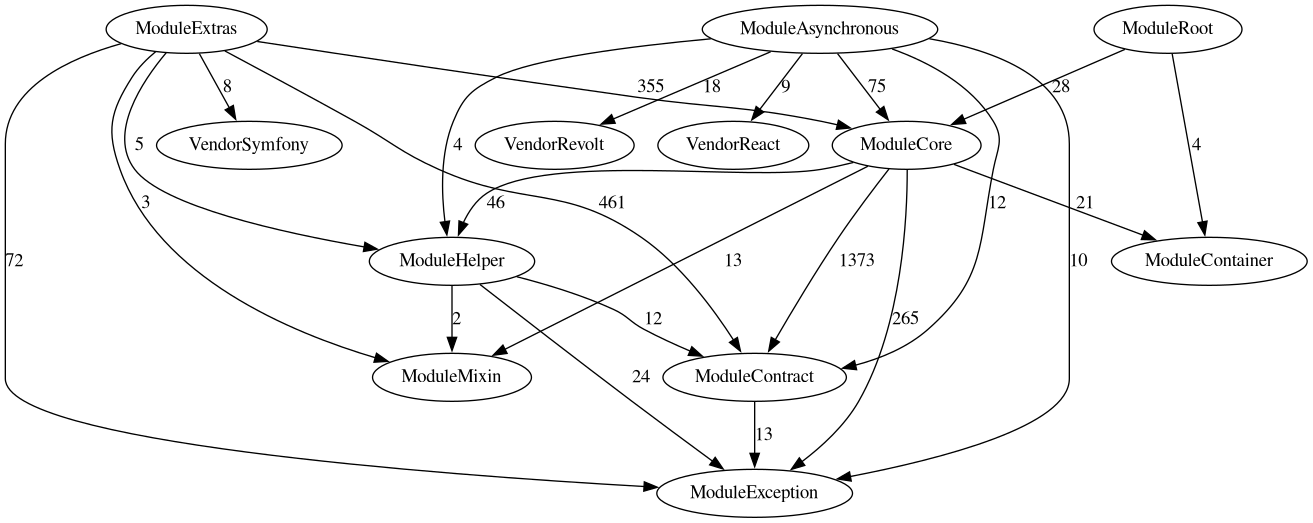 ModuleExtras
ModuleAsynchronous
ModuleRoot
8
355
18
9
75
28
VendorSymfony
VendorRevolt
VendorReact
ModuleCore
5
4
4
3
46
461
12
21
72
ModuleHelper
13
1373
10
ModuleContainer
2
12
265
ModuleMixin
24
ModuleContract
13
ModuleException